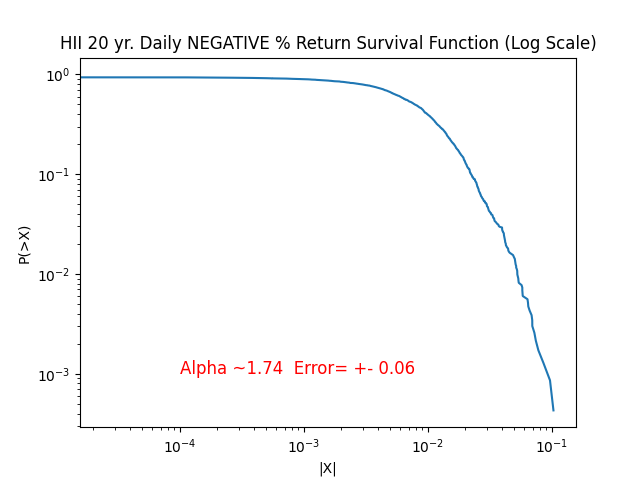 HII 20 yr. Daily NEGATIVE % Return Survival Function (Log Scale)
10⁰
10⁻¹
10⁻²
10⁻³
P(>X)
Alpha ~1.74  Error= +- 0.06
10⁻⁴
10⁻³
10⁻²
10⁻¹
|X|